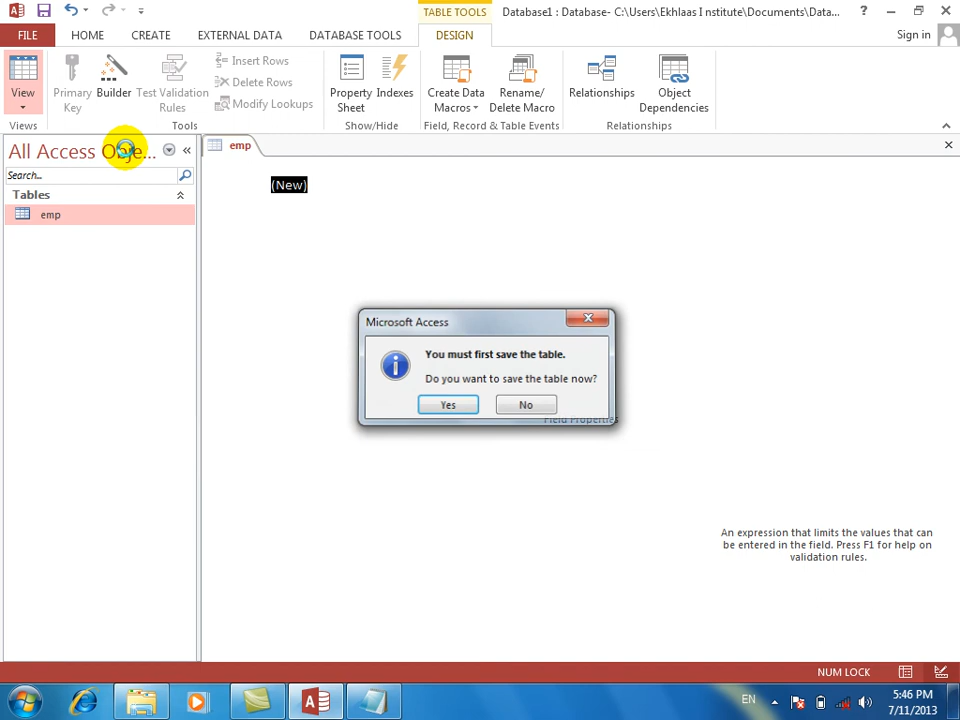 TABLE TOOLS
Database1 : Database- C:\Users\Ekhlaas I nstitute\Documents\Data...
FILE
HOME
CREATE
EXTERNAL DATA
DATABASE TOOLS
DESIGN
Sign in
View
Primary Key
Builder
Test Validation Rules
Insert Rows
Delete Rows
Modify Lookups
Property Sheet
Indexes
Create Data Macros
Rename/ Delete Macro
Relationships
Object Dependencies
Views
Tools
Show/Hide
Field, Record & Table Events
Relationships
All Access Obje...
Search...
Tables
emp
emp
(New)
Microsoft Access
You must first save the table.
Do you want to save the table now?
Yes
No
Field Properties
An expression that limits the values that can
be entered in the field. Press F1 for help on
validation rules.
NUM LOCK
EN
5:46 PM
7/11/2013